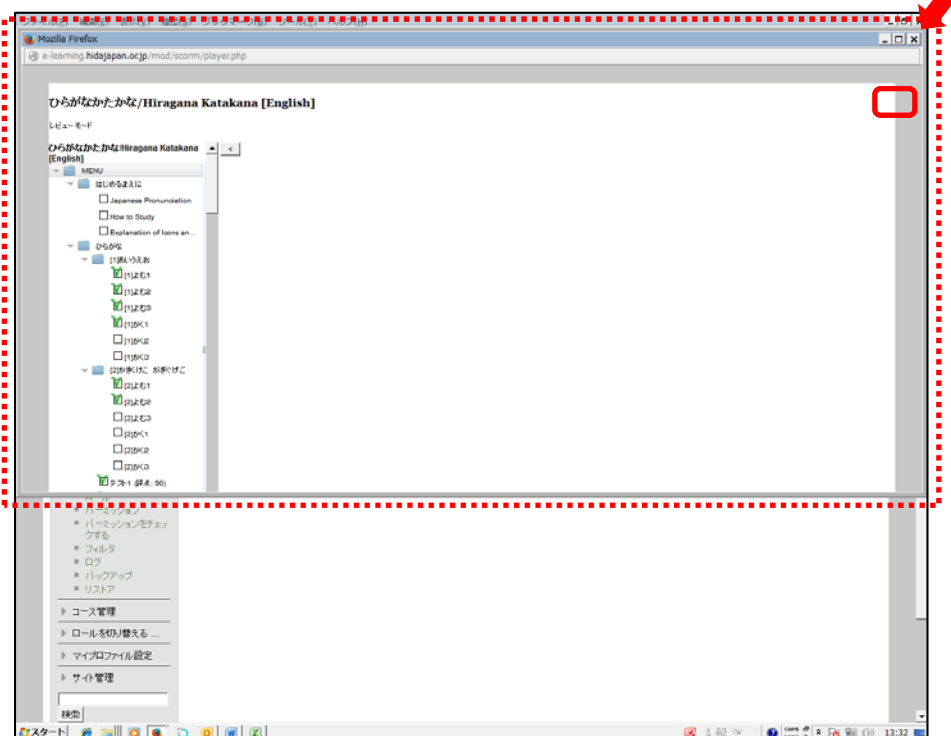 Mozilla Firefox
e-learning.hidajapan.or.jp/mod/scorm/player.php
ひらがなかたかな/Hiragana Katakana [English]
レビューモード
ひらがなかたかな/Hiragana Katakana
[English]
<
MENU
はじめるまえに
Japanese Pronunciation
How to Study
Explanation of Icons an...
ひらがな
[1]あいうえお
[1]よむ1
[1]よむ2
[1]よむ3
[1]かく1
[1]かく2
[1]かく3
[2]かきくけこ がぎぐげご
[2]よむ1
[2]よむ2
[2]よむ3
[2]かく1
[2]かく2
[2]かく3
テスト1 (評点: 90)
パーミッション
パーミッションをチェッ
クする
フィルタ
ログ
バックアップ
リストア
コース管理
ロールを切り替える ...
マイプロファイル設定
サイト管理
検索
スタート
13:32